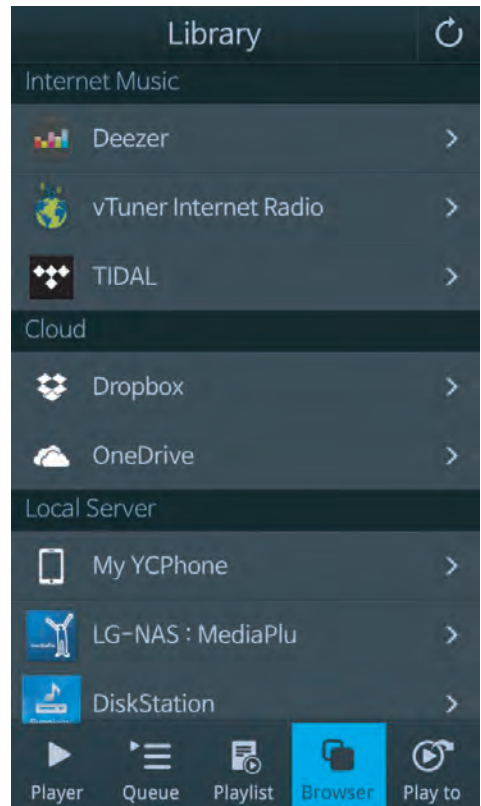 Library
Internet Music
Deezer
vTuner Internet Radio
TIDAL
Cloud
Dropbox
OneDrive
Local Server
My YCPhone
LG-NAS : MediaPlu
DiskStation
Player Queue Playlist Browser Play to